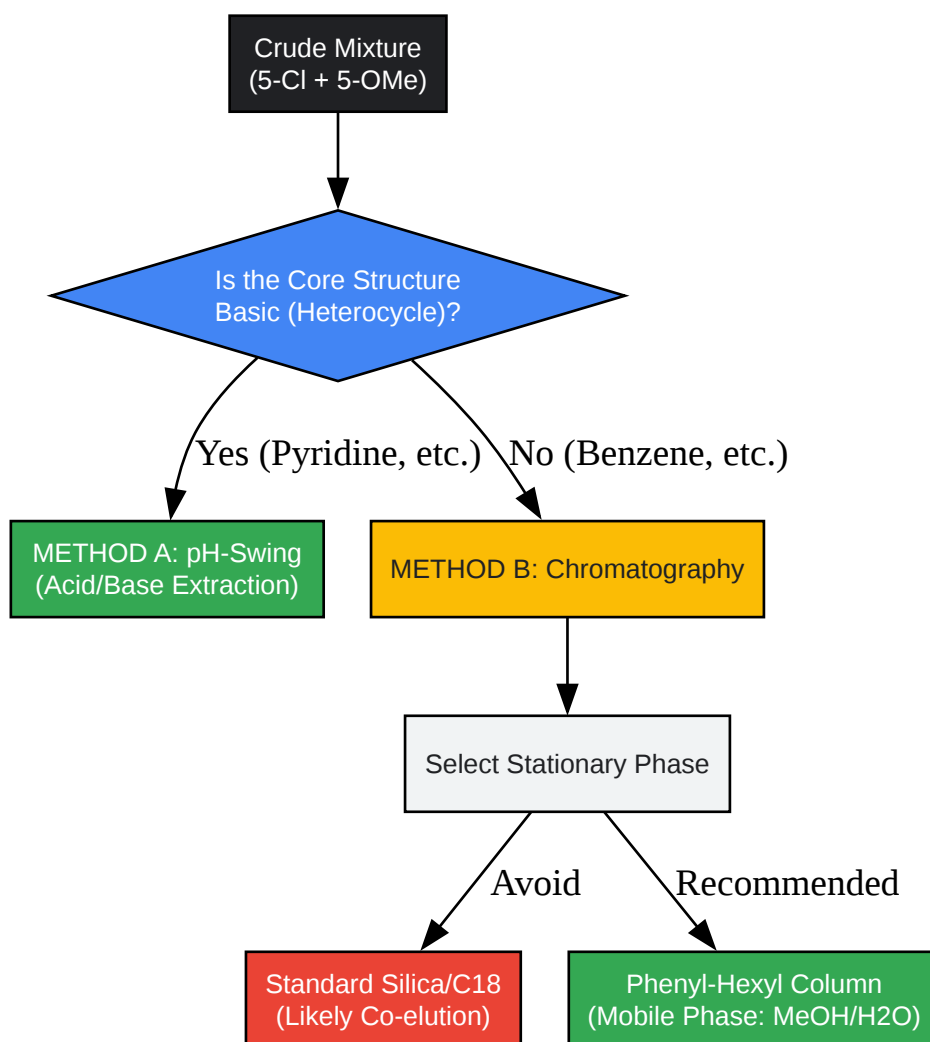 Crude Mixture
(5-Cl + 5-OMe)
Is the Core Structure
Basic (Heterocycle)?
Yes (Pyridine, etc.)
No (Benzene, etc.)
METHOD A: pH-Swing
(Acid/Base Extraction)
METHOD B: Chromatography
Select Stationary Phase
Avoid
Recommended
Standard Silica/C18
(Likely Co-elution)
Phenyl-Hexyl Column
(Mobile Phase: MeOH/H2O)